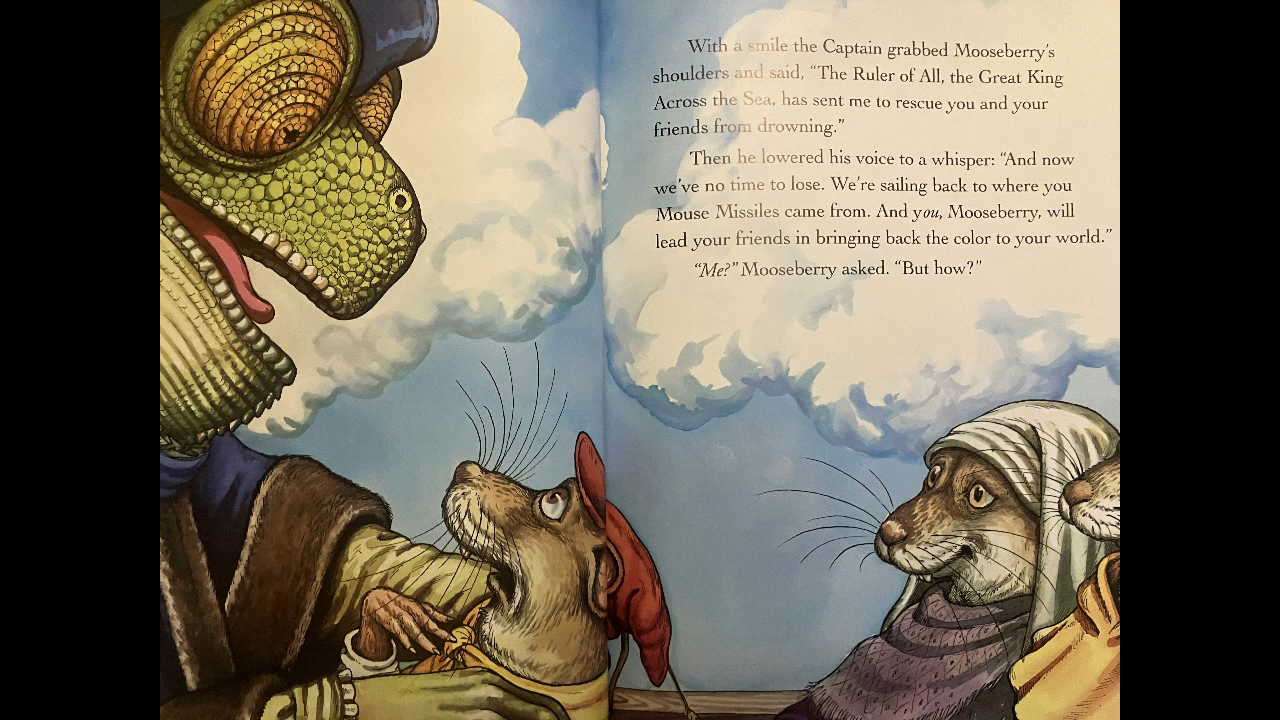 With a smile the Captain grabbed Mooseberry's
shoulders and said, “The Ruler of All, the Great King
Across the Sea, has sent me to rescue you and your
friends from drowning.”
Then he lowered his voice to a whisper: “And now
we've no time to lose. We're sailing back to where you
Mouse Missiles came from. And you, Mooseberry, will
lead your friends in bringing back the color to your world.”
“Me?” Mooseberry asked. “But how?”